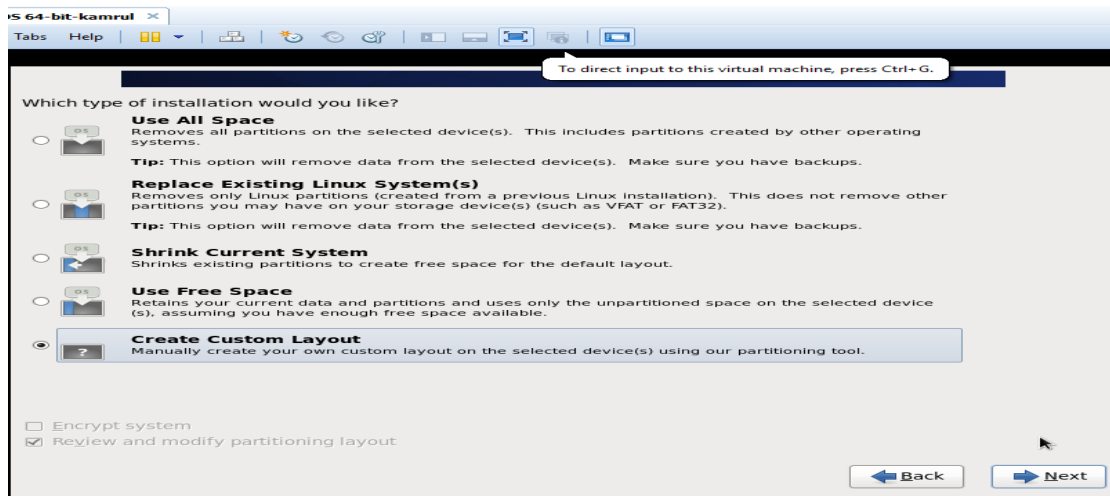 OS 64-bit-kamrul
Tabs Help
To direct input to this virtual machine, press Ctrl+G.
Which type of installation would you like?
OS
Use All Space
Removes all partitions on the selected device(s). This includes partitions created by other operating
systems.
Tip: This option will remove data from the selected device(s). Make sure you have backups.
OS
Replace Existing Linux System(s)
Removes only Linux partitions (created from a previous Linux installation). This does not remove other
partitions you may have on your storage device(s) (such as VFAT or FAT32).
Tip: This option will remove data from the selected device(s). Make sure you have backups.
OS
Shrink Current System
Shrinks existing partitions to create free space for the default layout.
OS
Use Free Space
Retains your current data and partitions and uses only the unpartitioned space on the selected device
(s), assuming you have enough free space available.
?
Create Custom Layout
Manually create your own custom layout on the selected device(s) using our partitioning tool.
Encrypt system
Review and modify partitioning layout
Back Next